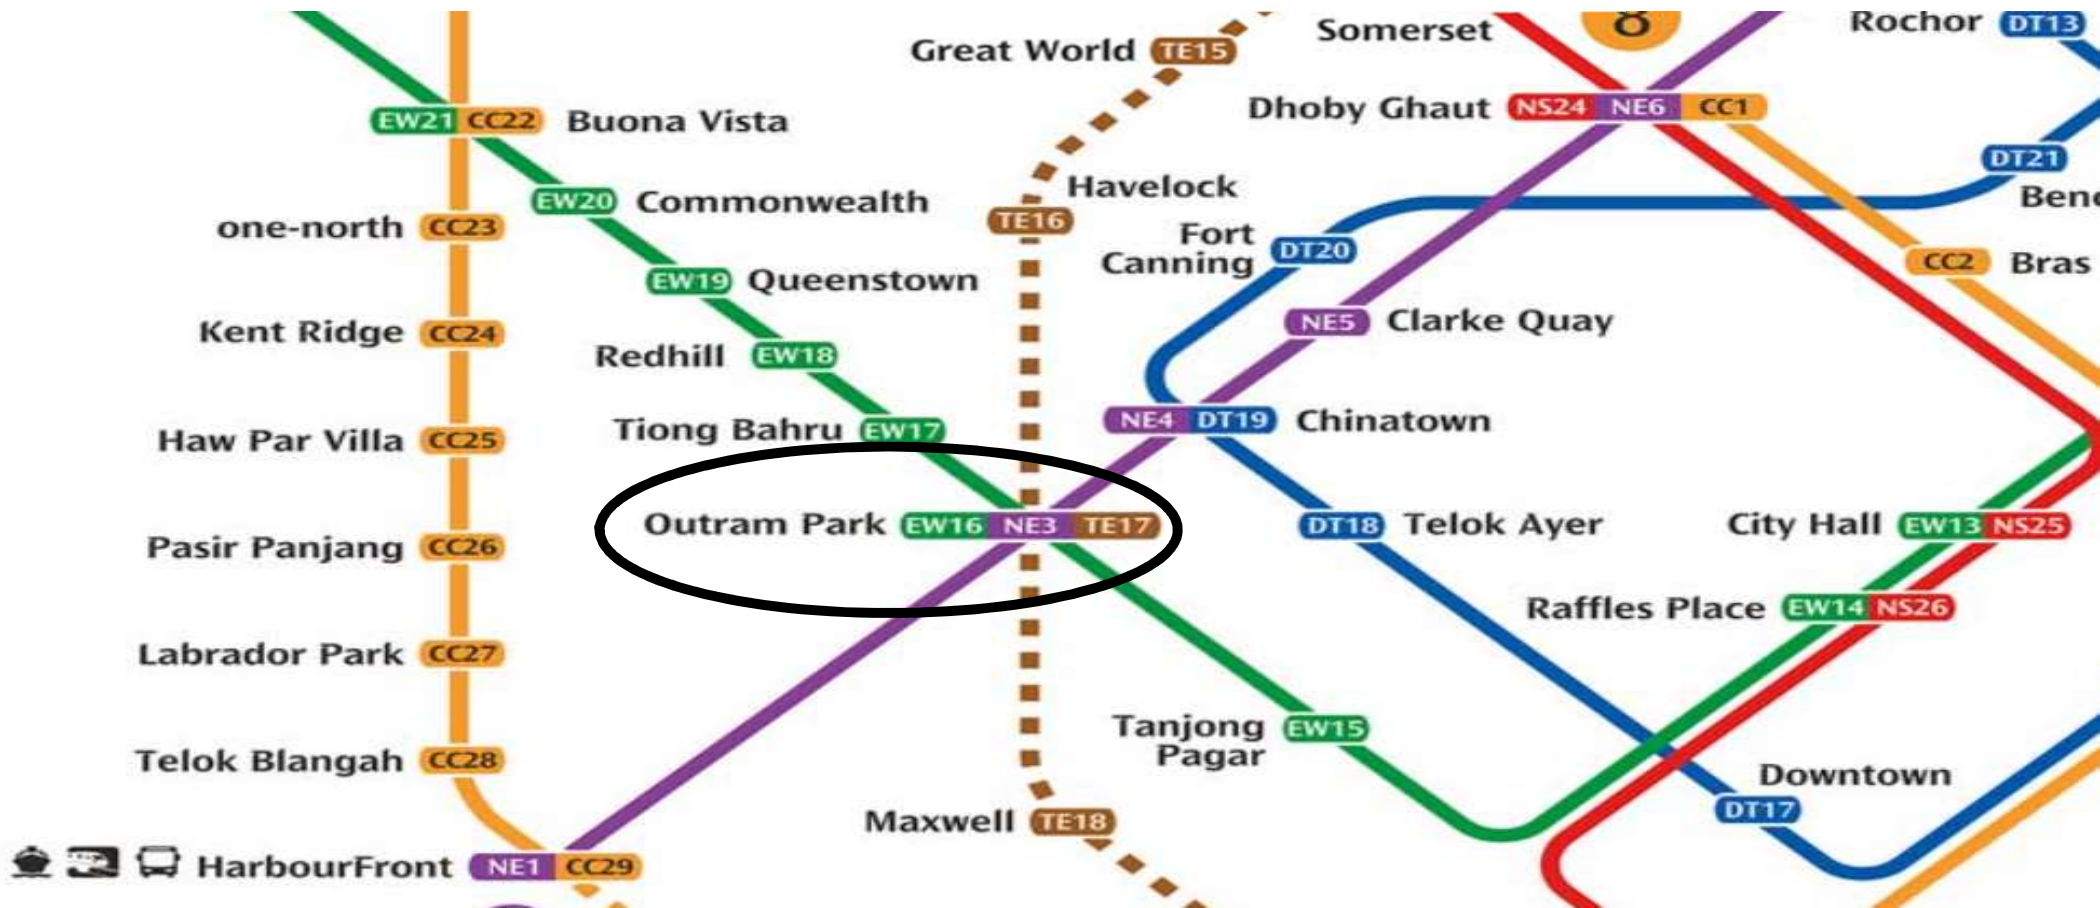 Great World TE15
Somerset
8
Rochor DT13
EW21 CC22 Buona Vista
Dhoby Ghaut NS24 NE6 CC1
DT21
EW20 Commonwealth
Havelock
TE16
one-north CC23
Fort
Canning DT20
CC2 Bras
EW19 Queenstown
Kent Ridge CC24
NE5 Clarke Quay
Redhill EW18
Haw Par Villa CC25
Tiong Bahru EW17
NE4 DT19 Chinatown
Outram Park EW16 NE3 TE17
DT18 Telok Ayer
City Hall EW13 NS25
Pasir Panjang CC26
Raffles Place EW14 NS26
Labrador Park CC27
Tanjong
Pagar EW15
Telok Blangah CC28
Downtown
DT17
Maxwell TE18
HarbourFront NE1 CC29